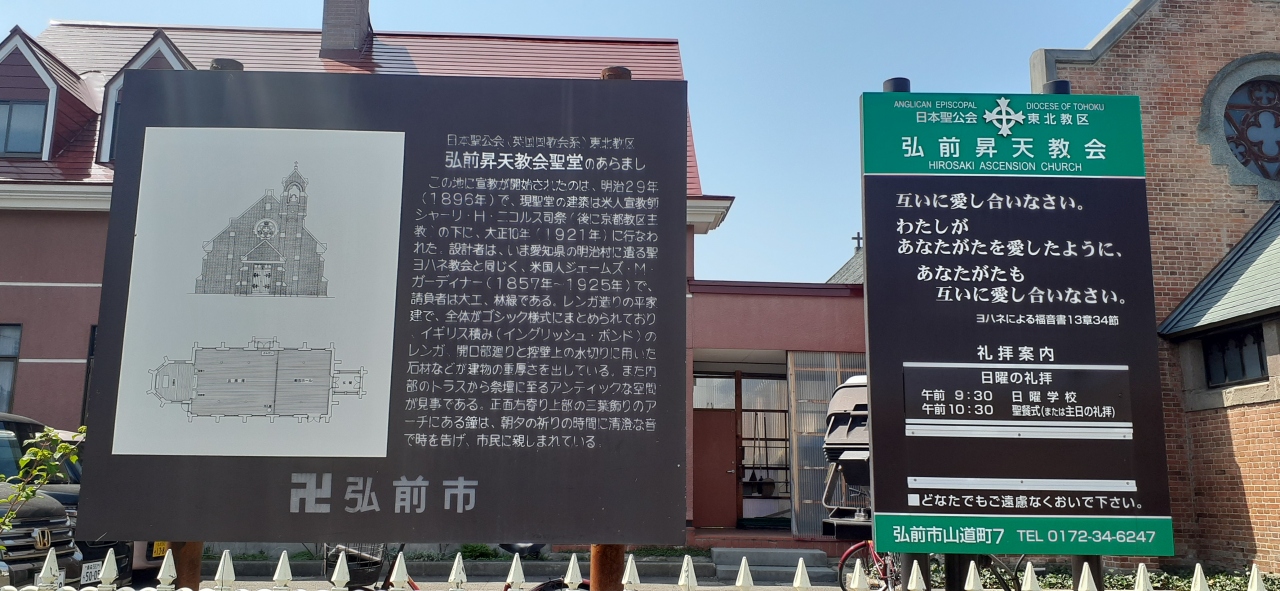 日本聖公会(英国国教会系)東北教区
弘前昇天教会聖堂のあらまし
この地に宣教が開始されたのは、明治29年
(1896年)で、現聖堂の建築は米人宣教師
シャーリ・H・ニコルス司祭(後に京都教区主
教)の下に、大正10年(1921年)に行なわ
れた。設計者は、いま愛知県の明治村に遺る聖
ヨハネ教会と同じく、米国人ジェームズ・M・
ガーディナー(1857年~1925年)で、
請負者は大工、林緑である。レンガ造りの平家
建で、全体がゴシック様式にまとめられており
、イギリス積み(イングリッシュ・ボンド)の
レンガ、開口部廻りと控壁上の水切りに用いた
石材などが建物の重厚さを出している。また内
部のトラスから祭壇に至るアンティックな空間
が見事である。正面右寄り上部の三葉飾りのア
ーチにある鐘は、朝夕の祈りの時間に清澄な音
で時を告げ、市民に親しまれている。
卍 弘前市
ANGLICAN EPISCOPAL DIOCESE OF TOHOKU
日本聖公会 東北教区
弘前昇天教会
HIROSAKI ASCENSION CHURCH
互いに愛し合いなさい。
わたしが
あなたがたを愛したように、
あなたがたも
互いに愛し合いなさい。
ヨハネによる福音書13章34節
礼拝案内
日曜の礼拝
午前 9:30 日曜学校
午前10:30 聖餐式(または主日の礼拝)
■どなたでもご遠慮なくおいで下さい。
弘前市山道町7 TEL 0172-34-6247